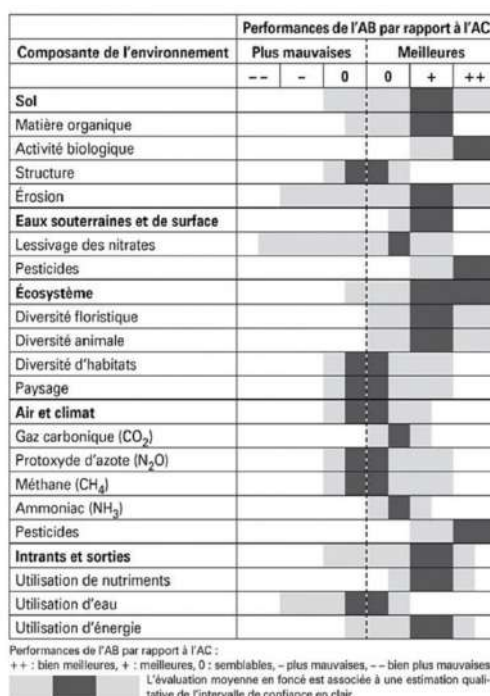 Performances de l'AB par rapport à l'AC
Composante de l'environnement Plus mauvaises Meilleures
-- - 0 0 + ++
Sol
Matière organique
Activité biologique
Structure
Érosion
Eaux souterraines et de surface
Lessivage des nitrates
Pesticides
Écosystème
Diversité floristique
Diversité animale
Diversité d'habitats
Paysage
Air et climat
Gaz carbonique (CO₂)
Protoxyde d'azote (N₂O)
Méthane (CH₄)
Ammoniac (NH₃)
Pesticides
Intrants et sorties
Utilisation de nutriments
Utilisation d'eau
Utilisation d'énergie
Performances de l'AB par rapport à l'AC :
++ : bien meilleures, + : meilleures, 0 : semblables, – plus mauvaises, –– bien plus mauvaises
L'évaluation moyenne en foncé est associée à une estimation quali-
tative de l'intervalle de confiance en clair